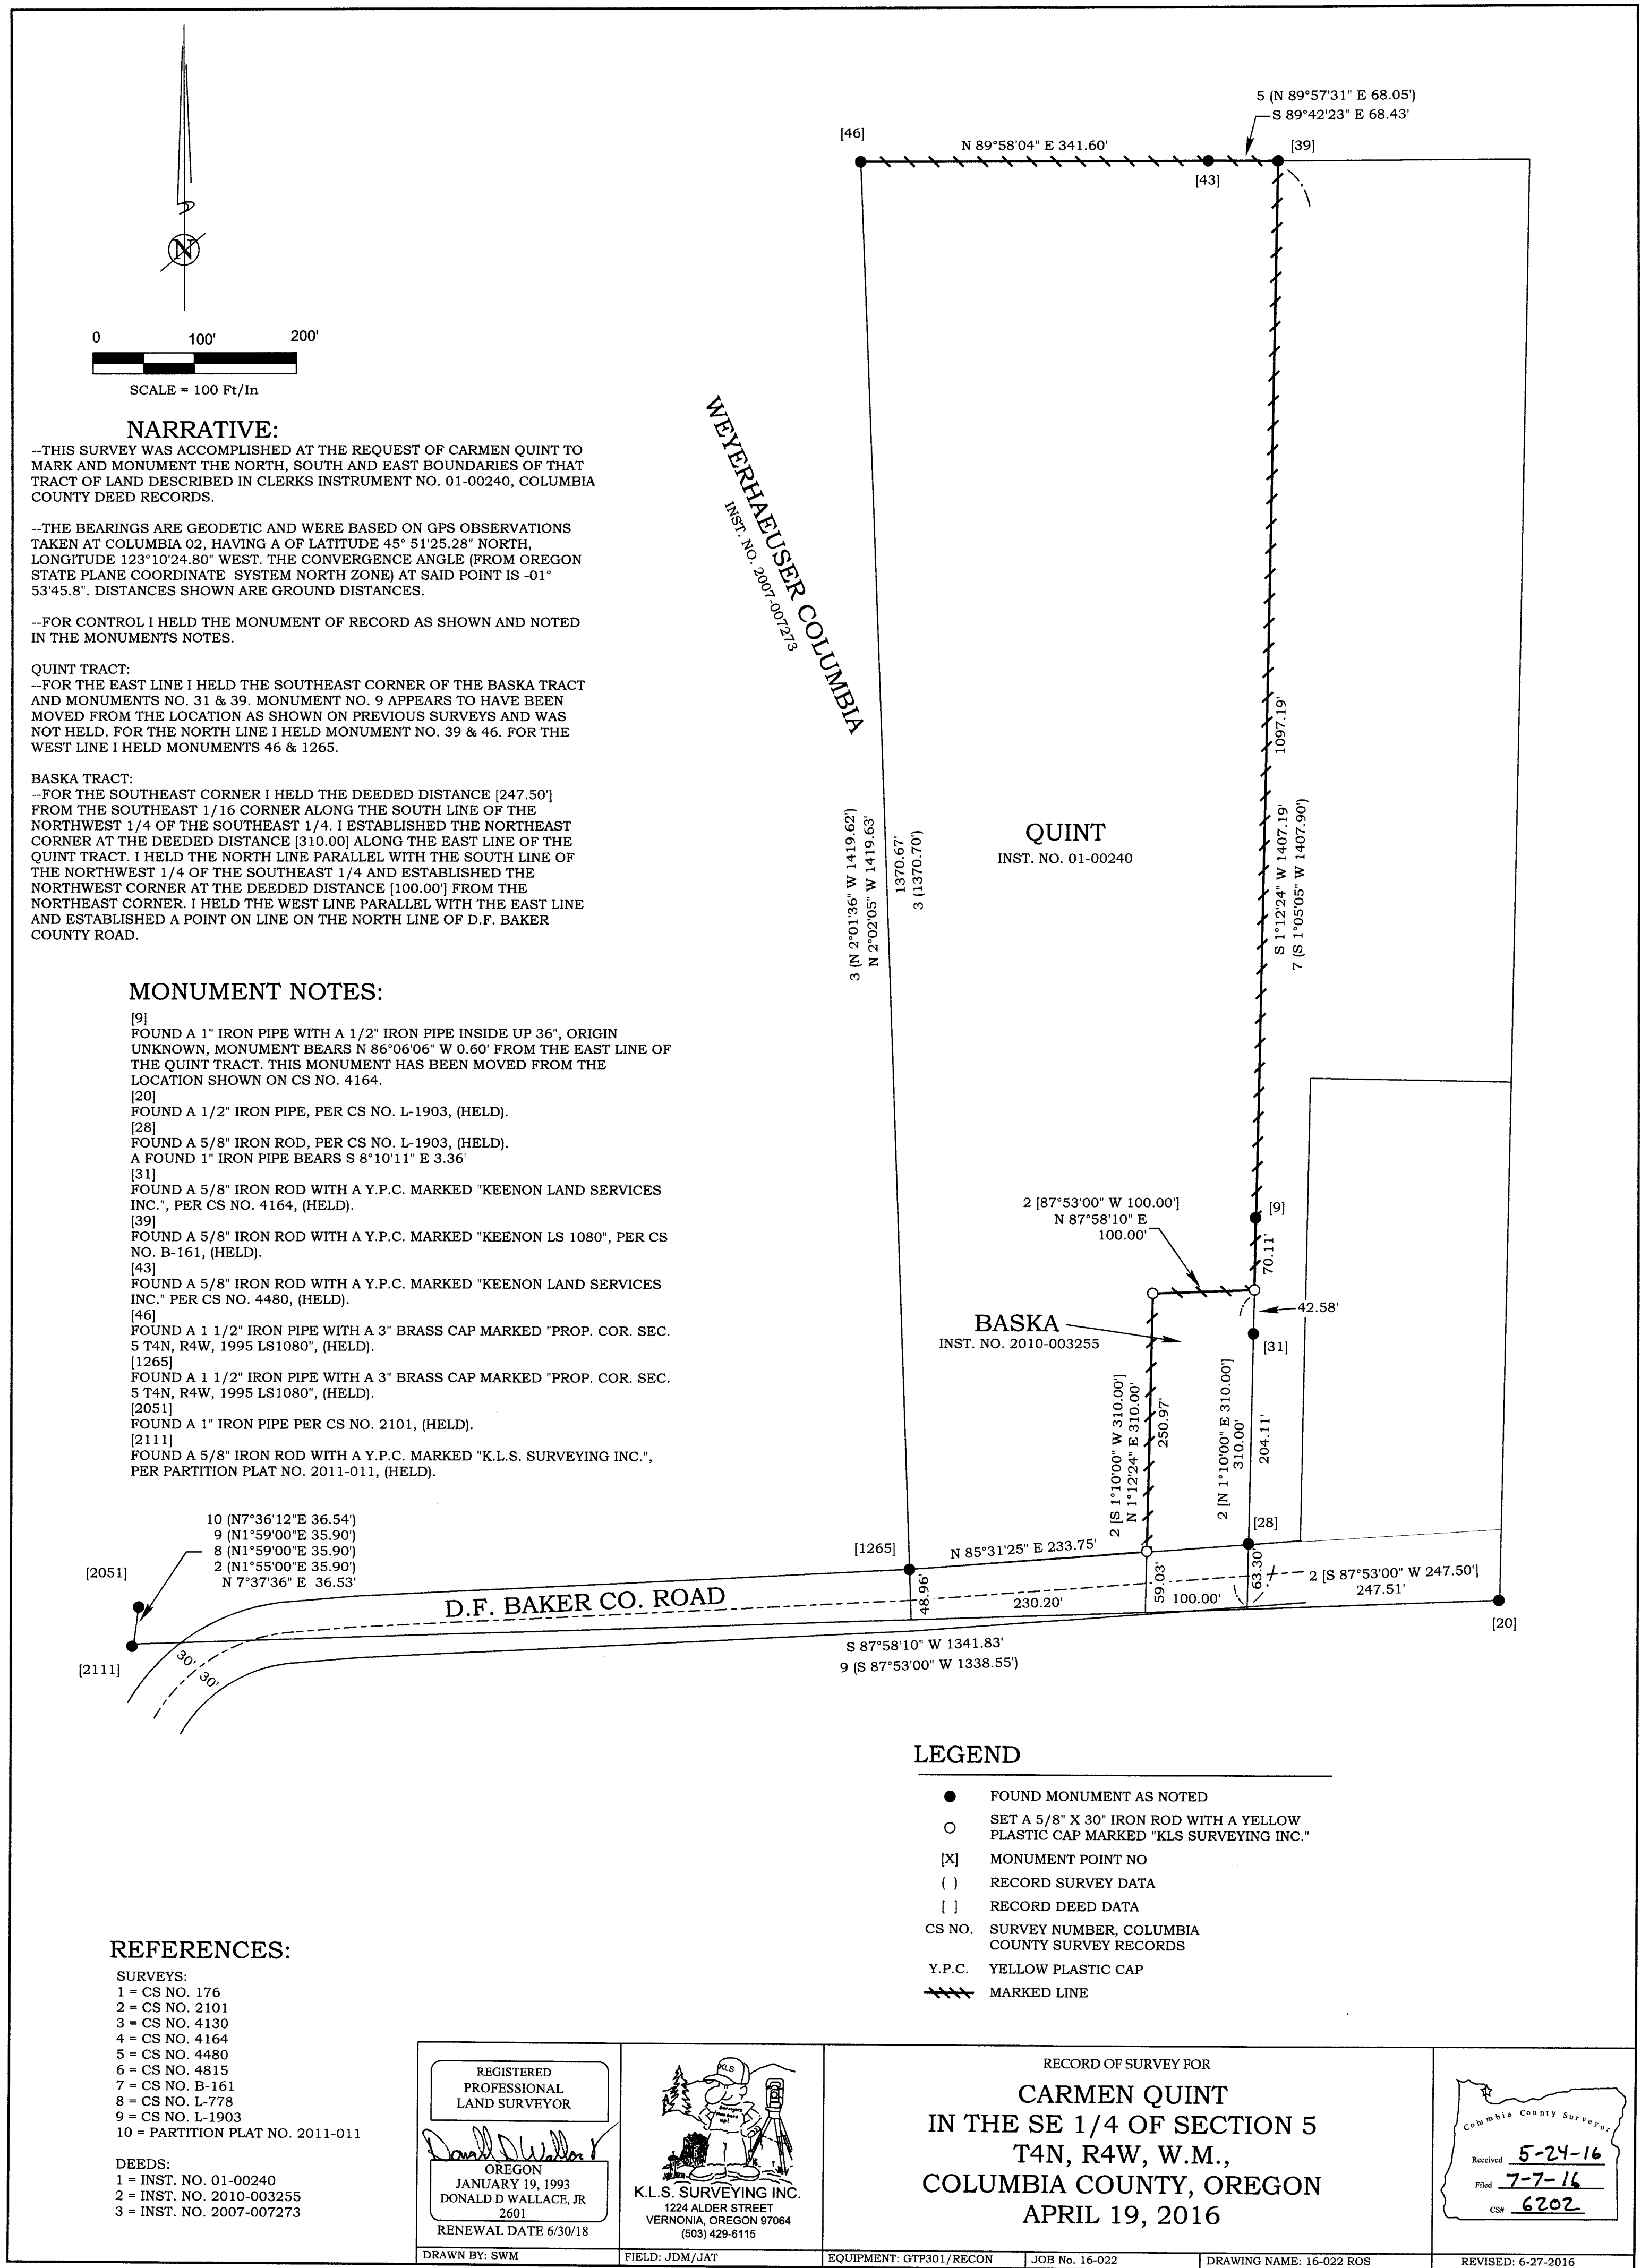 5 (N 89°57'31" E 68.05')
S 89°42'23" E 68.43'
[46]
N 89°58'04" E 341.60'
[39]
[43]
N
0 100' 200'
SCALE = 100 Ft/In
NARRATIVE:
--THIS SURVEY WAS ACCOMPLISHED AT THE REQUEST OF CARMEN QUINT TO
MARK AND MONUMENT THE NORTH, SOUTH AND EAST BOUNDARIES OF THAT
TRACT OF LAND DESCRIBED IN CLERKS INSTRUMENT NO. 01-00240, COLUMBIA
COUNTY DEED RECORDS.
--THE BEARINGS ARE GEODETIC AND WERE BASED ON GPS OBSERVATIONS
TAKEN AT COLUMBIA 02, HAVING A OF LATITUDE 45° 51'25.28" NORTH,
LONGITUDE 123°10'24.80" WEST. THE CONVERGENCE ANGLE (FROM OREGON
STATE PLANE COORDINATE SYSTEM NORTH ZONE) AT SAID POINT IS -01°
53'45.8". DISTANCES SHOWN ARE GROUND DISTANCES.
--FOR CONTROL I HELD THE MONUMENT OF RECORD AS SHOWN AND NOTED
IN THE MONUMENTS NOTES.
QUINT TRACT:
--FOR THE EAST LINE I HELD THE SOUTHEAST CORNER OF THE BASKA TRACT
AND MONUMENTS NO. 31 & 39. MONUMENT NO. 9 APPEARS TO HAVE BEEN
MOVED FROM THE LOCATION AS SHOWN ON PREVIOUS SURVEYS AND WAS
NOT HELD. FOR THE NORTH LINE I HELD MONUMENT NO. 39 & 46. FOR THE
WEST LINE I HELD MONUMENTS 46 & 1265.
BASKA TRACT:
--FOR THE SOUTHEAST CORNER I HELD THE DEEDED DISTANCE [247.50']
FROM THE SOUTHEAST 1/16 CORNER ALONG THE SOUTH LINE OF THE
NORTHWEST 1/4 OF THE SOUTHEAST 1/4. I ESTABLISHED THE NORTHEAST
CORNER AT THE DEEDED DISTANCE [310.00] ALONG THE EAST LINE OF THE
QUINT TRACT. I HELD THE NORTH LINE PARALLEL WITH THE SOUTH LINE OF
THE NORTHWEST 1/4 OF THE SOUTHEAST 1/4 AND ESTABLISHED THE
NORTHWEST CORNER AT THE DEEDED DISTANCE [100.00'] FROM THE
NORTHEAST CORNER. I HELD THE WEST LINE PARALLEL WITH THE EAST LINE
AND ESTABLISHED A POINT ON LINE ON THE NORTH LINE OF D.F. BAKER
COUNTY ROAD.
WEYERHAEUSER COLUMBIA
INST. NO. 2007-007273
3 (N 2°01'36" W 1419.62')
N 2°02'05" W 1419.63'
1370.67'
3 (1370.70')
QUINT
INST. NO. 01-00240
1097.19'
S 1°12'24" W 1407.19'
7 (S 1°05'05" W 1407.90')
MONUMENT NOTES:
[9]
FOUND A 1" IRON PIPE WITH A 1/2" IRON PIPE INSIDE UP 36", ORIGIN
UNKNOWN, MONUMENT BEARS N 86°06'06" W 0.60' FROM THE EAST LINE OF
THE QUINT TRACT. THIS MONUMENT HAS BEEN MOVED FROM THE
LOCATION SHOWN ON CS NO. 4164.
[20]
FOUND A 1/2" IRON PIPE, PER CS NO. L-1903, (HELD).
[28]
FOUND A 5/8" IRON ROD, PER CS NO. L-1903, (HELD).
A FOUND 1" IRON PIPE BEARS S 8°10'11" E 3.36'
[31]
FOUND A 5/8" IRON ROD WITH A Y.P.C. MARKED "KEENON LAND SERVICES
INC.", PER CS NO. 4164, (HELD).
[39]
FOUND A 5/8" IRON ROD WITH A Y.P.C. MARKED "KEENON LS 1080", PER CS
NO. B-161, (HELD).
[43]
FOUND A 5/8" IRON ROD WITH A Y.P.C. MARKED "KEENON LAND SERVICES
INC." PER CS NO. 4480, (HELD).
[46]
FOUND A 1 1/2" IRON PIPE WITH A 3" BRASS CAP MARKED "PROP. COR. SEC.
5 T4N, R4W, 1995 LS1080", (HELD).
[1265]
FOUND A 1 1/2" IRON PIPE WITH A 3" BRASS CAP MARKED "PROP. COR. SEC.
5 T4N, R4W, 1995 LS1080", (HELD).
[2051]
FOUND A 1" IRON PIPE PER CS NO. 2101, (HELD).
[2111]
FOUND A 5/8" IRON ROD WITH A Y.P.C. MARKED "K.L.S. SURVEYING INC.",
PER PARTITION PLAT NO. 2011-011, (HELD).
2 [87°53'00" W 100.00']
N 87°58'10" E
100.00'
[9]
70.11'
42.58'
[31]
BASKA
INST. NO. 2010-003255
2 [S 1°10'00" W 310.00']
N 1°12'24" E 310.00'
250.97'
2 [N 1°10'00" E 310.00']
310.00'
204.11'
[28]
10 (N7°36'12"E 36.54')
9 (N1°59'00"E 35.90')
8 (N1°59'00"E 35.90')
2 (N1°55'00"E 35.90')
N 7°37'36" E 36.53'
[2051]
[2111]
30' 30'
D.F. BAKER CO. ROAD
[1265]
N 85°31'25" E 233.75'
48.96'
230.20'
59.03'
100.00'
63.30'
2 [S 87°53'00" W 247.50']
247.51'
[20]
S 87°58'10" W 1341.83'
9 (S 87°53'00" W 1338.55')
LEGEND
FOUND MONUMENT AS NOTED
SET A 5/8" X 30" IRON ROD WITH A YELLOW
PLASTIC CAP MARKED "KLS SURVEYING INC."
[X] MONUMENT POINT NO
( ) RECORD SURVEY DATA
[ ] RECORD DEED DATA
CS NO. SURVEY NUMBER, COLUMBIA
COUNTY SURVEY RECORDS
Y.P.C. YELLOW PLASTIC CAP
MARKED LINE
REFERENCES:
SURVEYS:
1 = CS NO. 176
2 = CS NO. 2101
3 = CS NO. 4130
4 = CS NO. 4164
5 = CS NO. 4480
6 = CS NO. 4815
7 = CS NO. B-161
8 = CS NO. L-778
9 = CS NO. L-1903
10 = PARTITION PLAT NO. 2011-011
DEEDS:
1 = INST. NO. 01-00240
2 = INST. NO. 2010-003255
3 = INST. NO. 2007-007273
REGISTERED
PROFESSIONAL
LAND SURVEYOR
Donald D Wallace Jr
OREGON
JANUARY 19, 1993
DONALD D WALLACE, JR
2601
RENEWAL DATE 6/30/18
KLS
K.L.S. SURVEYING INC.
1224 ALDER STREET
VERNONIA, OREGON 97064
(503) 429-6115
RECORD OF SURVEY FOR
CARMEN QUINT
IN THE SE 1/4 OF SECTION 5
T4N, R4W, W.M.,
COLUMBIA COUNTY, OREGON
APRIL 19, 2016
Columbia County Surveyor
Received 5-24-16
Filed 7-7-16
CS# 6202
DRAWN BY: SWM
FIELD: JDM/JAT
EQUIPMENT: GTP301/RECON
JOB No. 16-022
DRAWING NAME: 16-022 ROS
REVISED: 6-27-2016